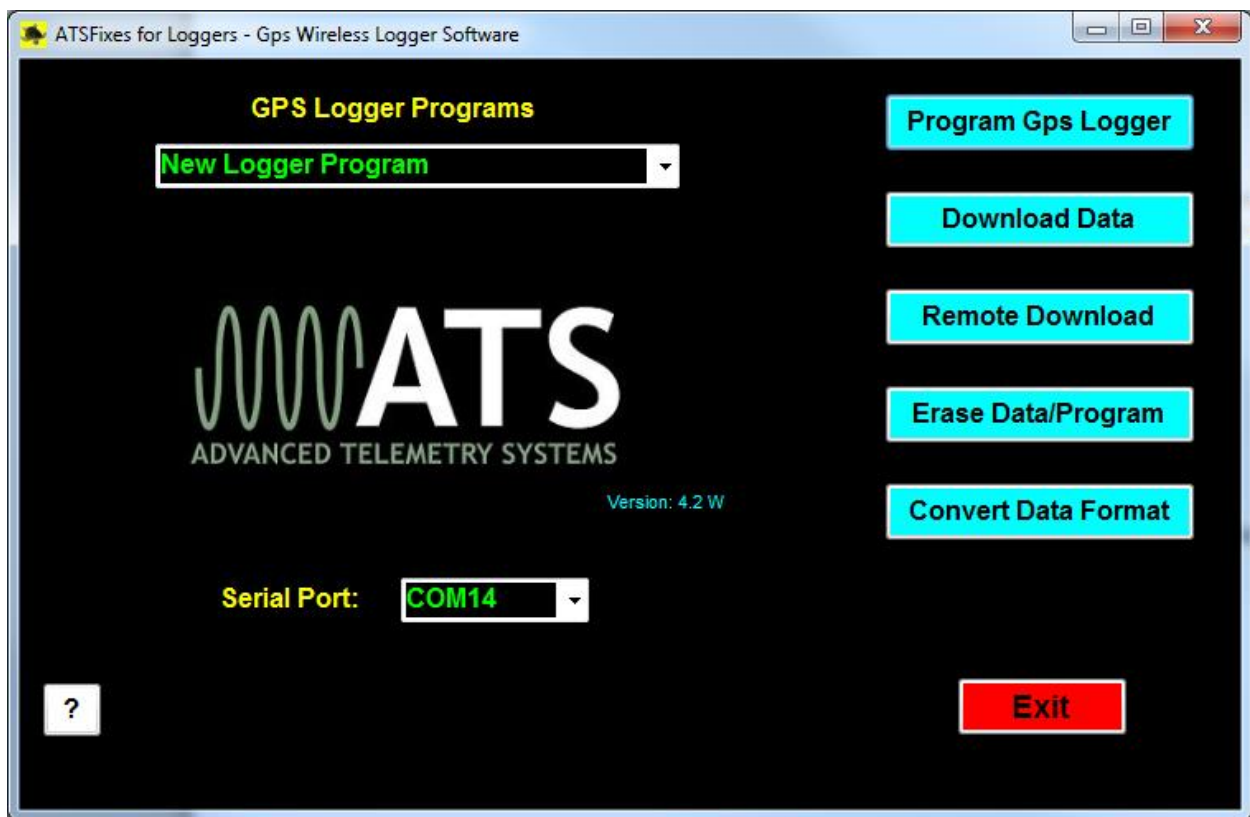 ATSFixes for Loggers - Gps Wireless Logger Software
GPS Logger Programs
New Logger Program
Program Gps Logger
Download Data
Remote Download
Erase Data/Program
Convert Data Format
ATS
ADVANCED TELEMETRY SYSTEMS
Version: 4.2 W
Serial Port:
COM14
?
Exit